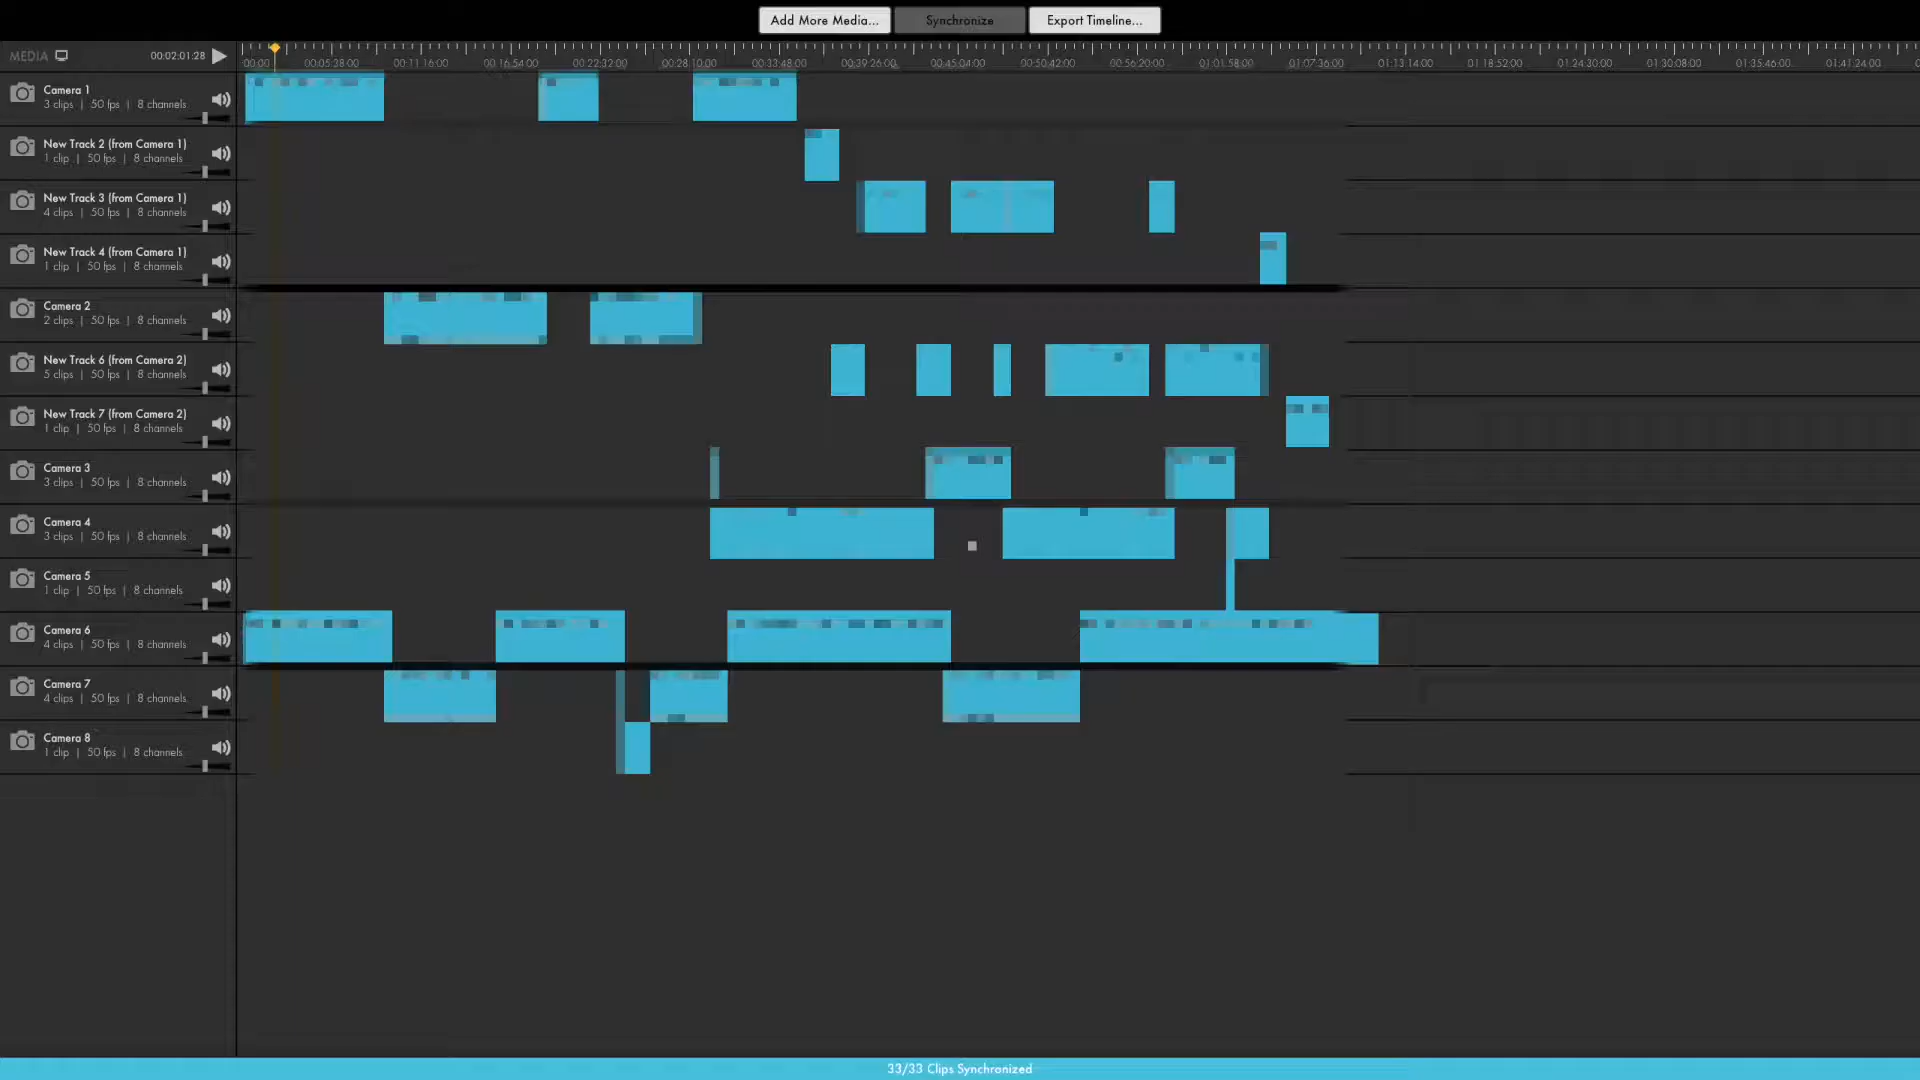 Add More Media... Synchronize Export Timeline...
MEDIA 00:02:01:28
00:00 00:05:38:00 00:11:16:00 00:16:54:00 00:22:32:00 00:28:10:00 00:33:48:00 00:39:26:00 00:45:04:00 00:50:42:00 00:56:20:00 01:01:58:00 01:07:36:00 01:13:14:00 01:18:52:00 01:24:30:00 01:30:08:00 01:35:46:00 01:41:24:00
Camera 1
3 clips | 50 fps | 8 channels
New Track 2 (from Camera 1)
1 clip | 50 fps | 8 channels
New Track 3 (from Camera 1)
4 clips | 50 fps | 8 channels
New Track 4 (from Camera 1)
1 clip | 50 fps | 8 channels
Camera 2
2 clips | 50 fps | 8 channels
New Track 6 (from Camera 2)
5 clips | 50 fps | 8 channels
New Track 7 (from Camera 2)
1 clip | 50 fps | 8 channels
Camera 3
3 clips | 50 fps | 8 channels
Camera 4
3 clips | 50 fps | 8 channels
Camera 5
1 clip | 50 fps | 8 channels
Camera 6
4 clips | 50 fps | 8 channels
Camera 7
4 clips | 50 fps | 8 channels
Camera 8
1 clip | 50 fps | 8 channels
33/33 Clips Synchronized